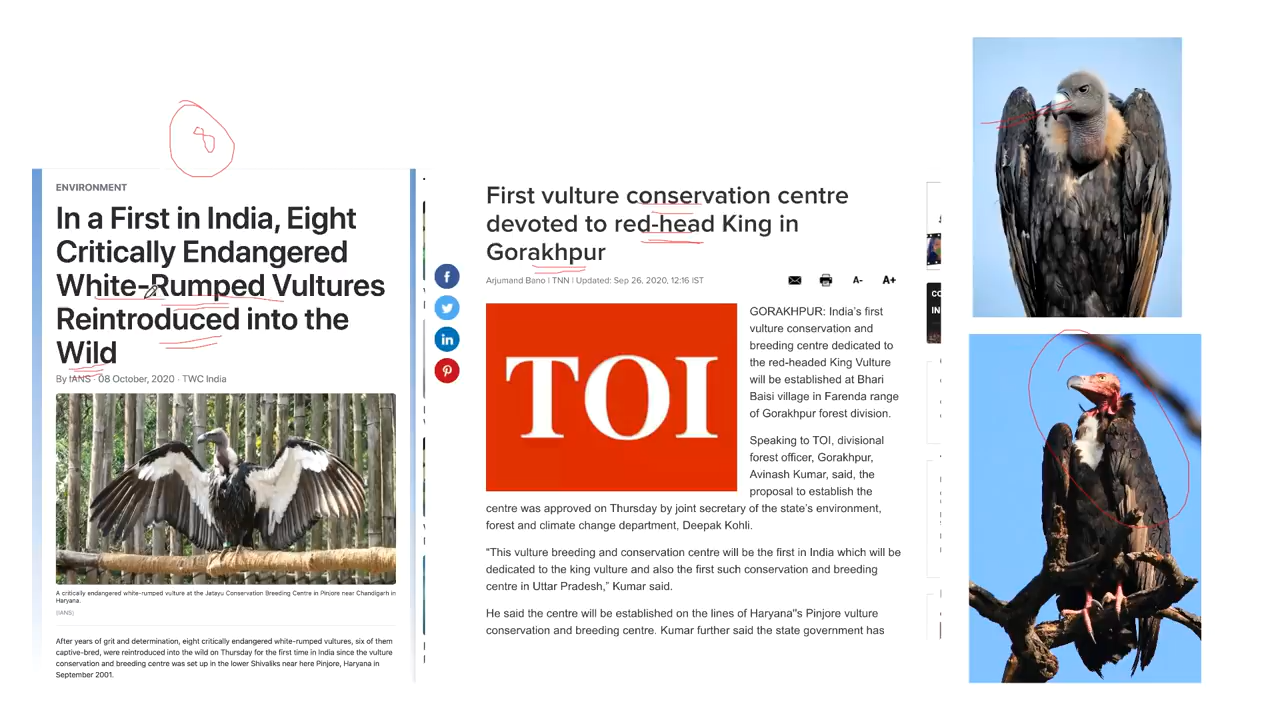 8
ENVIRONMENT
In a First in India, Eight
Critically Endangered
White-Rumped Vultures
Reintroduced into the
Wild
By IANS · 08 October, 2020 · TWC India
A critically endangered white-rumped vulture at the Jatayu Conservation Breeding Centre in Pinjore near Chandigarh in
Haryana.
(IANS)
After years of grit and determination, eight critically endangered white-rumped vultures, six of them
captive-bred, were reintroduced into the wild on Thursday for the first time in India since the vulture
conservation and breeding centre was set up in the lower Shivaliks near here Pinjore, Haryana in
September 2001.
First vulture conservation centre
devoted to red-head King in
Gorakhpur
Arjumand Bano | TNN | Updated: Sep 26, 2020, 12:16 IST
A- A+
TOI
GORAKHPUR: India's first
vulture conservation and
breeding centre dedicated to
the red-headed King Vulture
will be established at Bhari
Baisi village in Farenda range
of Gorakhpur forest division.
Speaking to TOI, divisional
forest officer, Gorakhpur,
Avinash Kumar, said, the
proposal to establish the
centre was approved on Thursday by joint secretary of the state's environment,
forest and climate change department, Deepak Kohli.
"This vulture breeding and conservation centre will be the first in India which will be
dedicated to the king vulture and also the first such conservation and breeding
centre in Uttar Pradesh," Kumar said.
He said the centre will be established on the lines of Haryana"s Pinjore vulture
conservation and breeding centre. Kumar further said the state government has
CO
IN